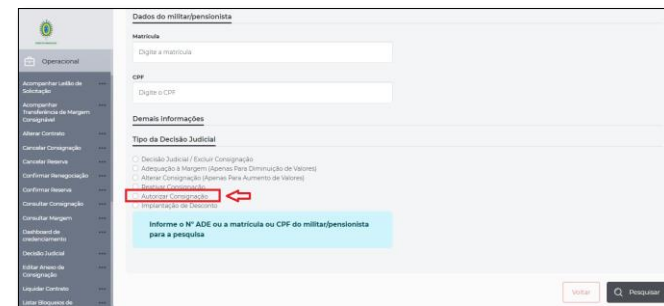 Operacional
Acompanhar Leilão de
Solicitação
Acompanhar
Transferência de Margem
Consignável
Alterar Contrato
Cancelar Consignação
Cancelar Reserva
Confirmar Renegociação
Confirmar Reserva
Consultar Consignação
Consultar Margem
Dashboard de
credenciamento
Decisão Judicial
Editar Anexo de
Consignação
Liquidar Contrato
Listar Bloqueios de
Dados do militar/pensionista
Matrícula
Digite a matrícula
CPF
Digite o CPF
Demais Informações
Tipo da Decisão Judicial
Decisão Judicial / Excluir Consignação
Adequação à Margem (Apenas Para Diminuição de Valores)
Alterar Consignação (Apenas Para Aumento de Valores)
Reativar Consignação
Autorizar Consignação
Implantação de Desconto
Informe o Nº ADE ou a matrícula ou CPF do militar/pensionista
para a pesquisa
Voltar
Pesquisar